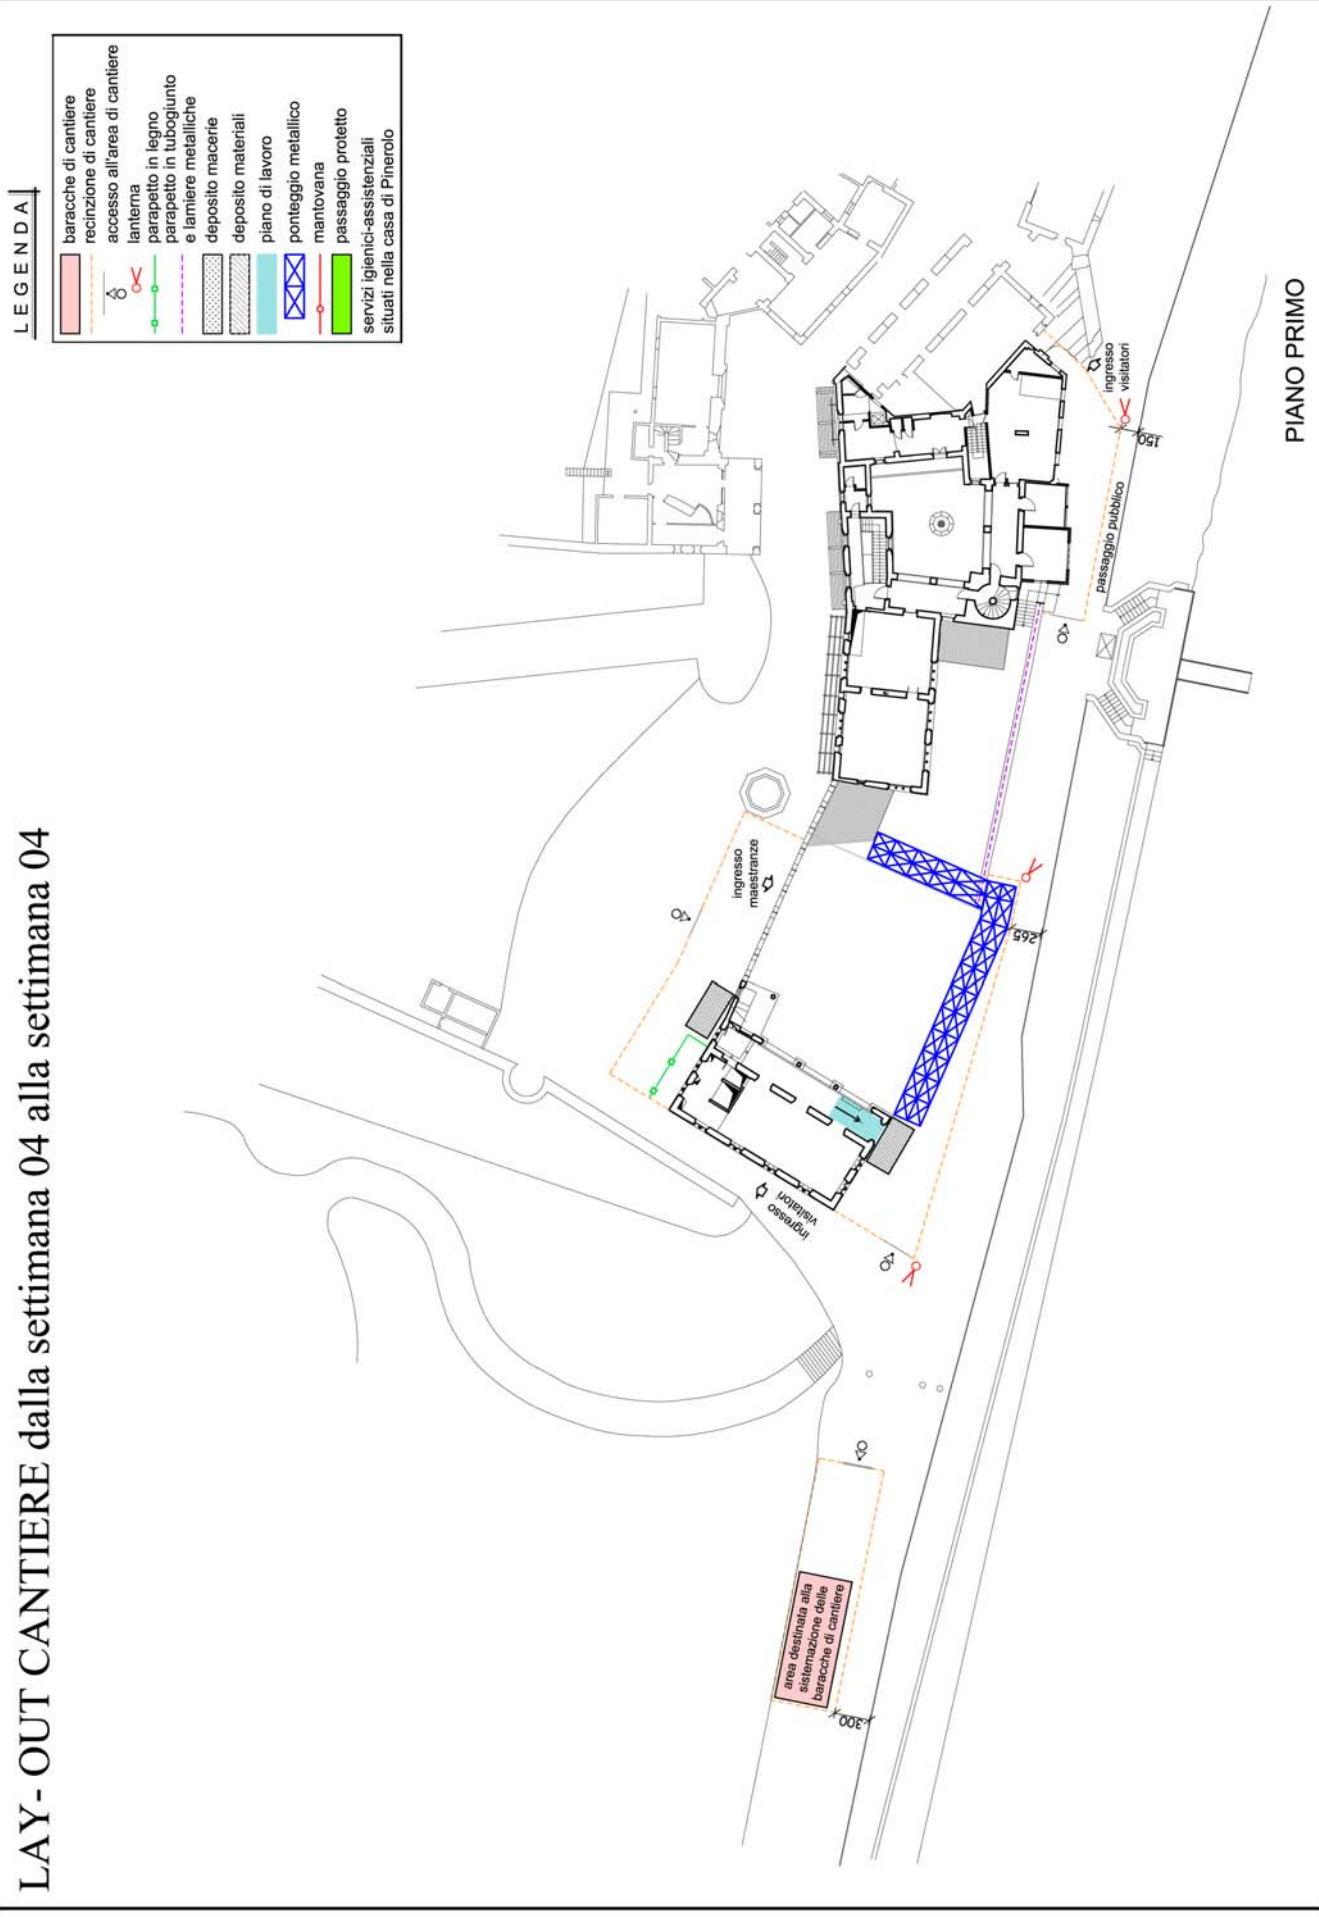 LAY- OUT CANTIERE dalla settimana 04 alla settimana 04
LEGENDA
baracche di cantiere
recinzione di cantiere
accesso all'area di cantiere
lanterna
parapetto in legno
parapetto in tubogiunto
e lamiere metalliche
deposito macerie
deposito materiali
piano di lavoro
ponteggio metallico
mantovana
passaggio protetto
servizi igienici-assistenziali
situati nella casa di Pinerolo
ingresso
maestranze
ingresso
visitatori
area destinata alla
sistemazione delle
baracche di cantiere
300
265
passaggio pubblico
150
ingresso
visitatori
PIANO PRIMO